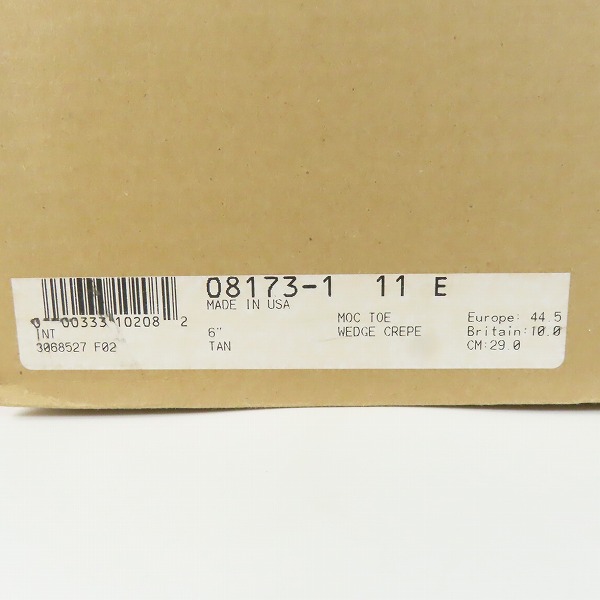 08173-1 11 E
MADE IN USA
0 00333 10208 2
INT
3068527 F02
6"
TAN
MOC TOE
WEDGE CREPE
Europe: 44.5
Britain:10.0
CM:29.0